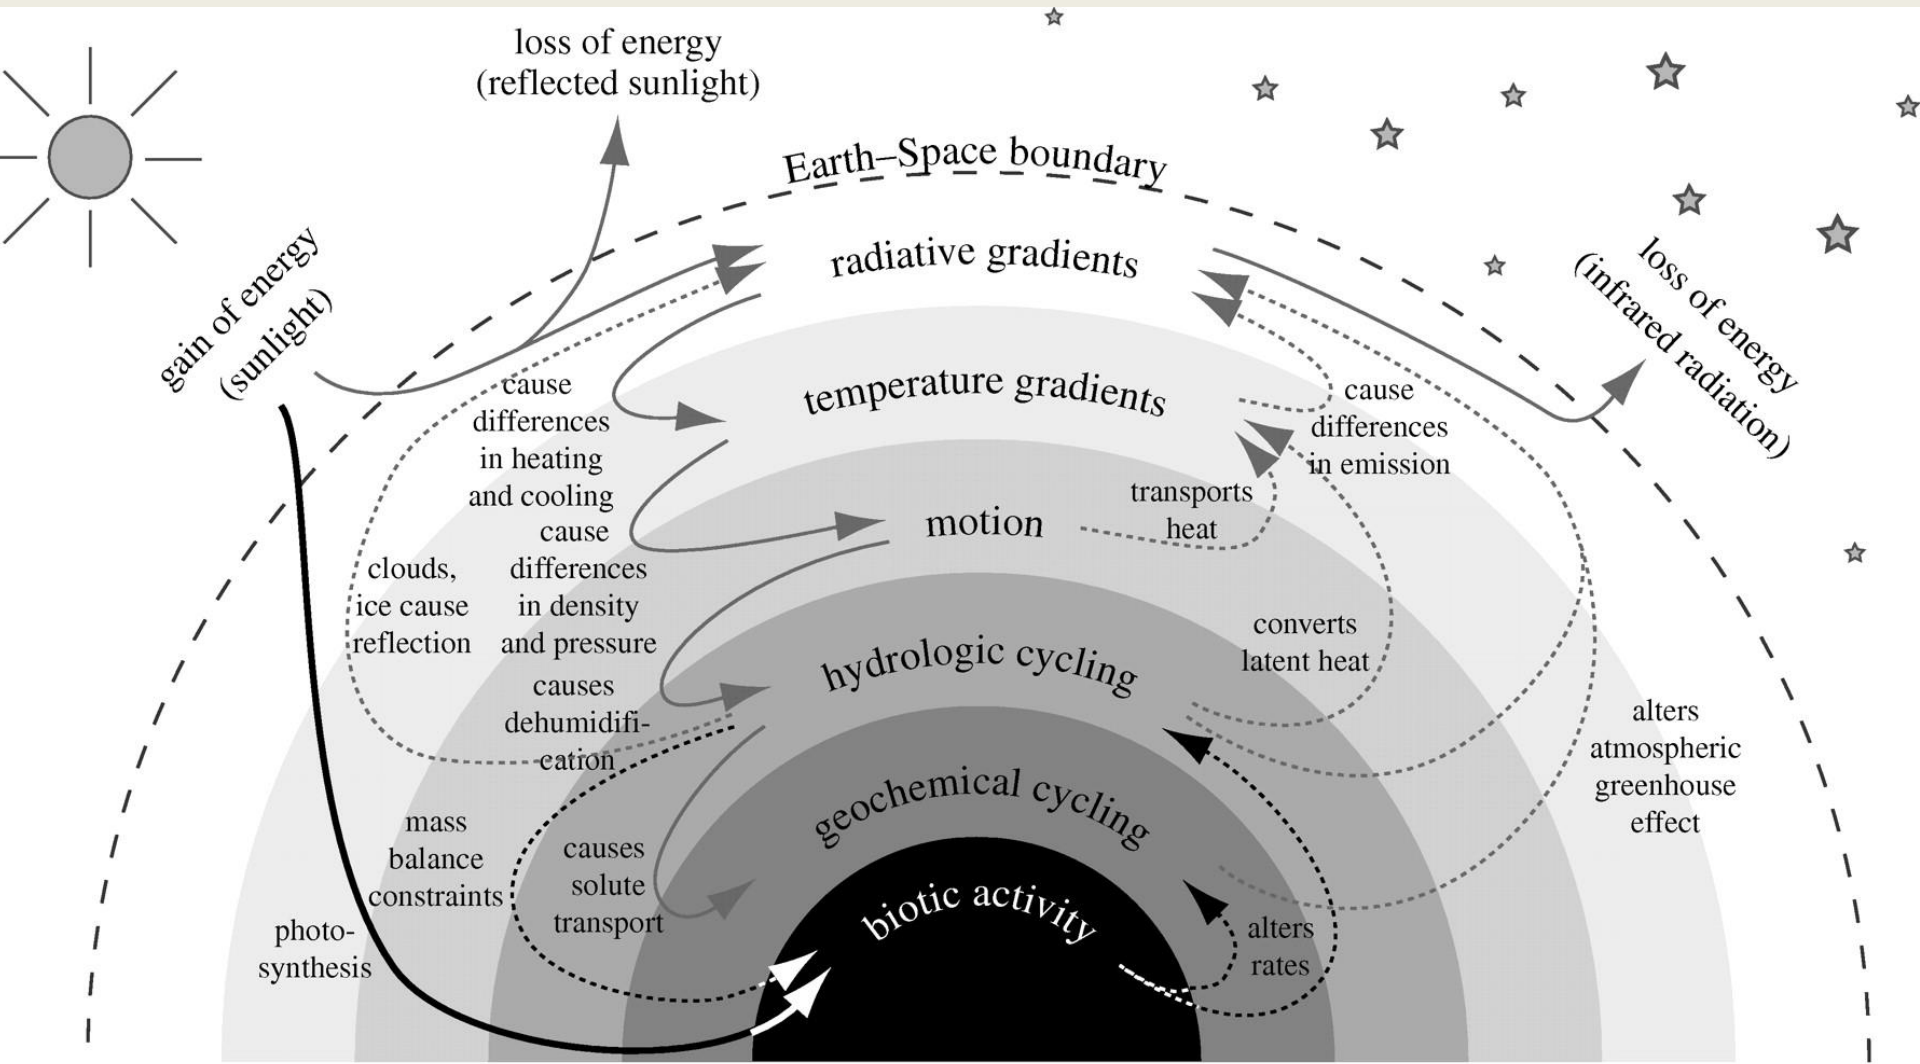 loss of energy
(reflected sunlight)
Earth–Space boundary
gain of energy
(sunlight)
radiative gradients
loss of energy
(infrared radiation)
temperature gradients
cause
differences
in heating
and cooling
cause
differences
in emission
transports
heat
motion
cause
differences
in density
and pressure
clouds,
ice cause
reflection
converts
latent heat
hydrologic cycling
causes
dehumidifi-
cation
alters
atmospheric
greenhouse
effect
geochemical cycling
mass
balance
constraints
causes
solute
transport
biotic activity
alters
rates
photo-
synthesis